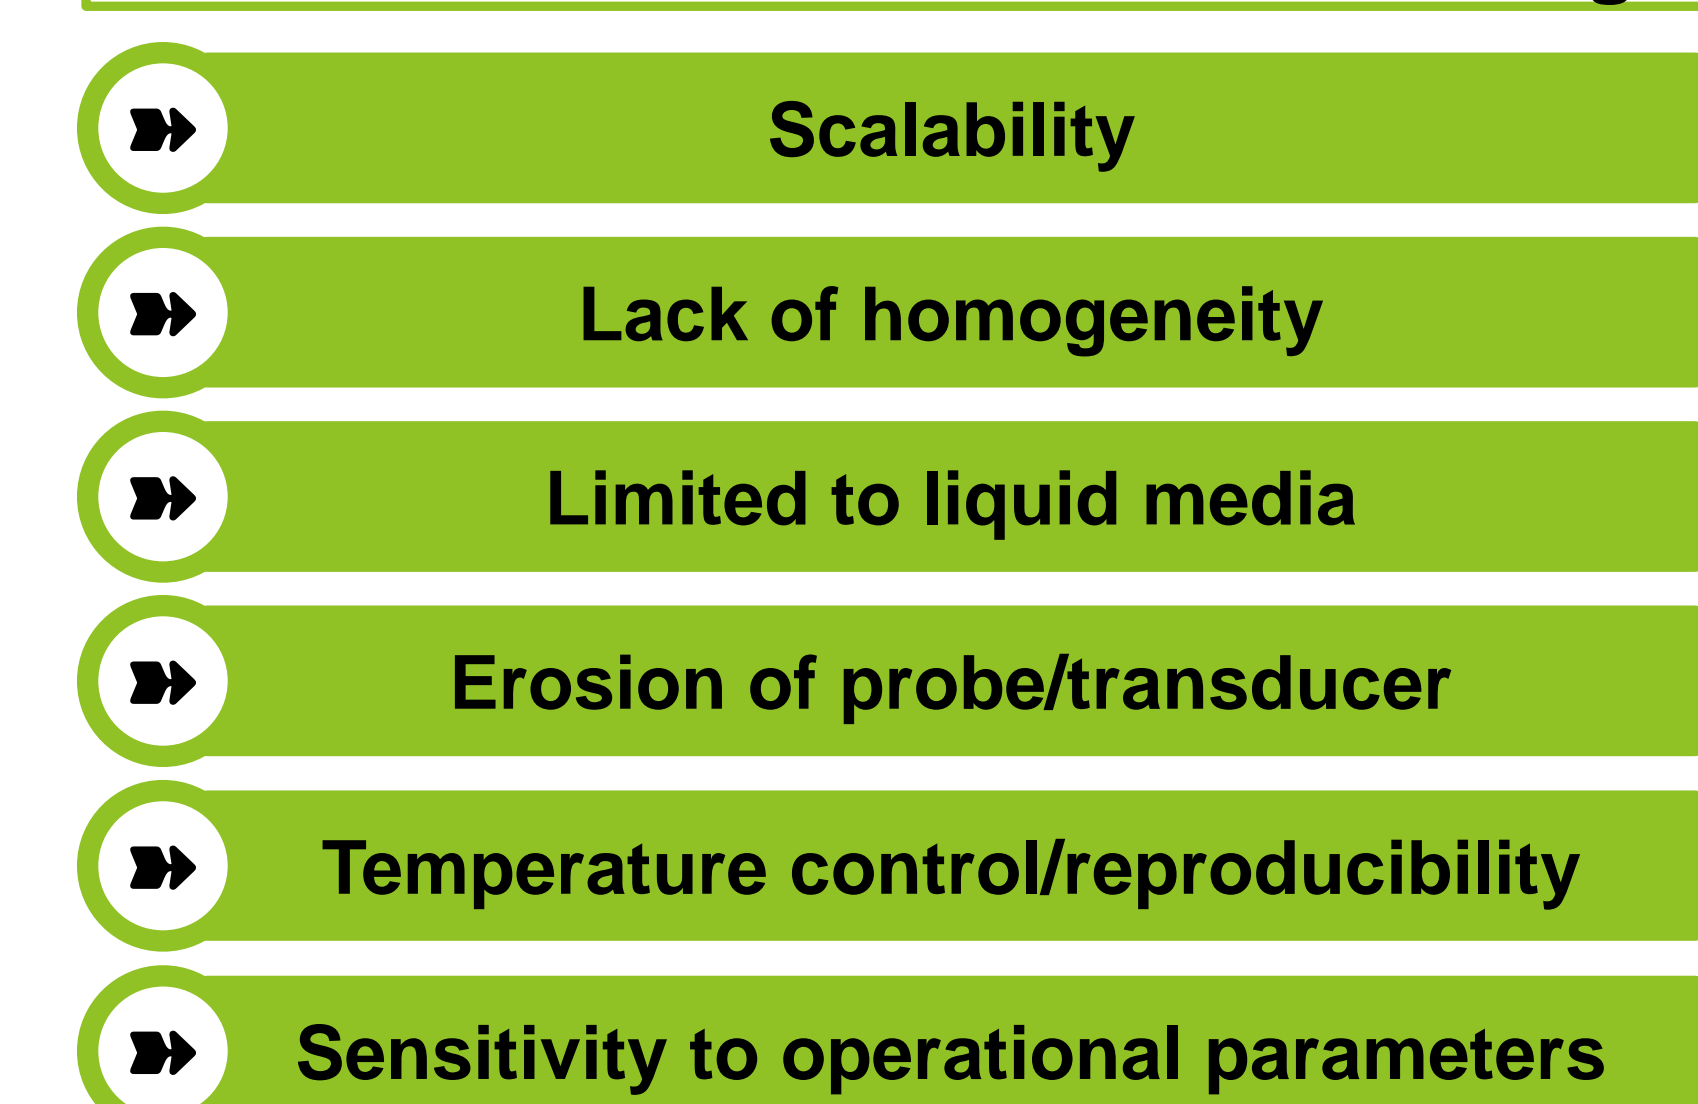 Scalability
Lack of homogeneity
Limited to liquid media
Erosion of probe/transducer
Temperature control/reproducibility
Sensitivity to operational parameters